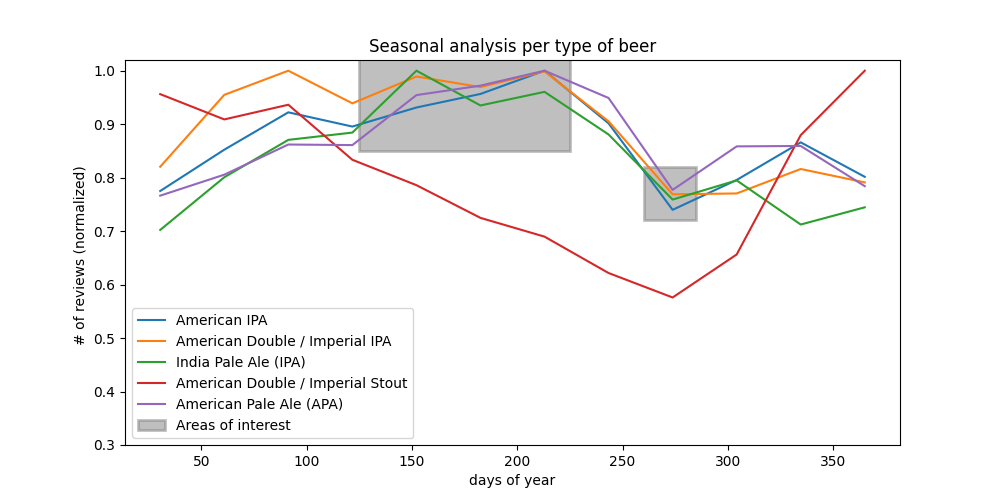 Seasonal analysis per type of beer
# of reviews (normalized)
1.0
0.9
0.8
0.7
0.6
0.5
0.4
0.3
American IPA
American Double / Imperial IPA
India Pale Ale (IPA)
American Double / Imperial Stout
American Pale Ale (APA)
Areas of interest
50 100 150 200 250 300 350
days of year